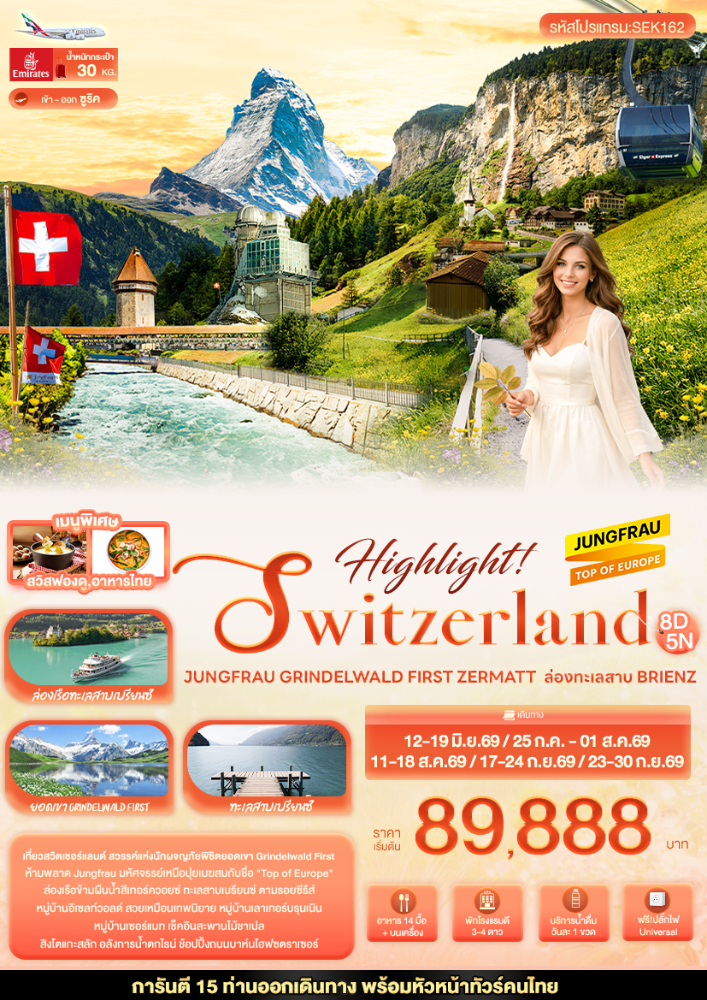 Emirates
รหัสโปรแกรม:SEK162
Emirates
น้ำหนักกระเป๋า
30 KG.
เข้า - ออก ซูริค
Eiger Express
เมนูพิเศษ
สวิสฟองดู,อาหารไทย
Highlight!
JUNGFRAU
TOP OF EUROPE
Switzerland
8D
5N
JUNGFRAU GRINDELWALD FIRST ZERMATT ล่องทะเลสาบ BRIENZ
ล่องเรือทะเลสาบเบรียนซ์
ยอดเขา GRINDELWALD FIRST
ทะเลสาบเบรียนซ์
เดินทาง
12-19 มิ.ย.69 / 25 ก.ค. - 01 ส.ค.69
11-18 ส.ค.69 / 17-24 ก.ย.69 / 23-30 ก.ย.69
ราคา
เริ่มต้น
89,888
บาท
เที่ยวสวิตเซอร์แลนด์ สวรรค์แห่งนักผจญภัยพิชิตยอดเขา Grindelwald First
ห้ามพลาด Jungfrau มหัศจรรย์เหนือปุยเมฆสมกับชื่อ "Top of Europe"
ล่องเรือข้ามผืนน้ำสีเทอร์ควอยซ์ ทะเลสาบเบรียนซ์ ตามรอยซีรีส์
หมู่บ้านอิเซลท์วอลด์ สวยเหมือนเทพนิยาย หมู่บ้านเลาเทอร์บรุนเนิน
หมู่บ้านเซอร์แมท เช็คอินสะพานไม้ชาเปล
สิงโตแกะสลัก อลังการน้ำตกไรน์ ช้อปปิ้งถนนบาห์นโฮฟซตราเซอร์
อาหาร 14 มื้อ
+ บนเครื่อง
พักโรงแรมดี
3-4 ดาว
บริการน้ำดื่ม
วันละ 1 ขวด
ฟรี!ปลั๊กไฟ
Universal
การันตี 15 ท่านออกเดินทาง พร้อมหัวหน้าทัวร์คนไทย